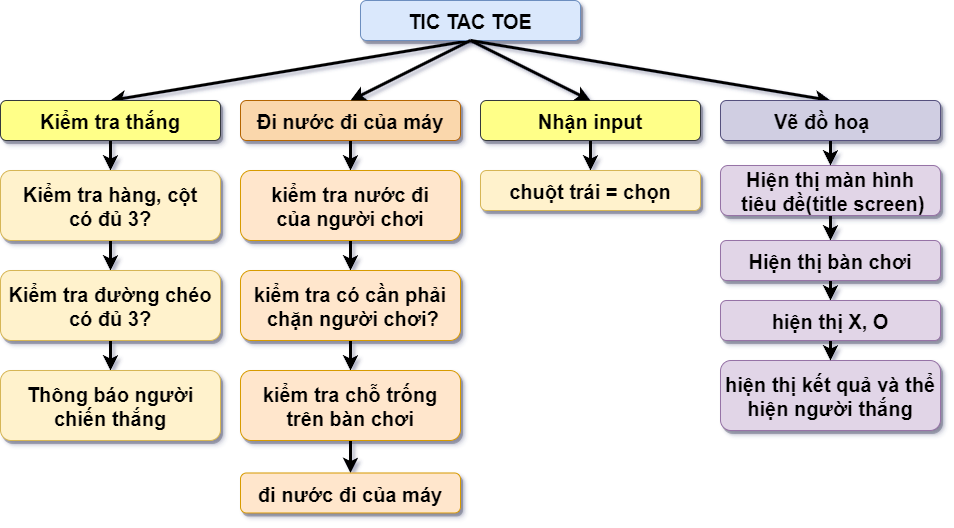 TIC TAC TOE
Kiểm tra thắng
Kiểm tra hàng, cột
có đủ 3?
Kiểm tra đường chéo
có đủ 3?
Thông báo người
chiến thắng
Đi nước đi của máy
kiểm tra nước đi
của người chơi
kiểm tra có cần phải
chặn người chơi?
kiểm tra chỗ trống
trên bàn chơi
đi nước đi của máy
Nhận input
chuột trái = chọn
Vẽ đồ hoạ
Hiện thị màn hình
tiêu đề(title screen)
Hiện thị bàn chơi
hiện thị X, O
hiện thị kết quả và thể
hiện người thắng